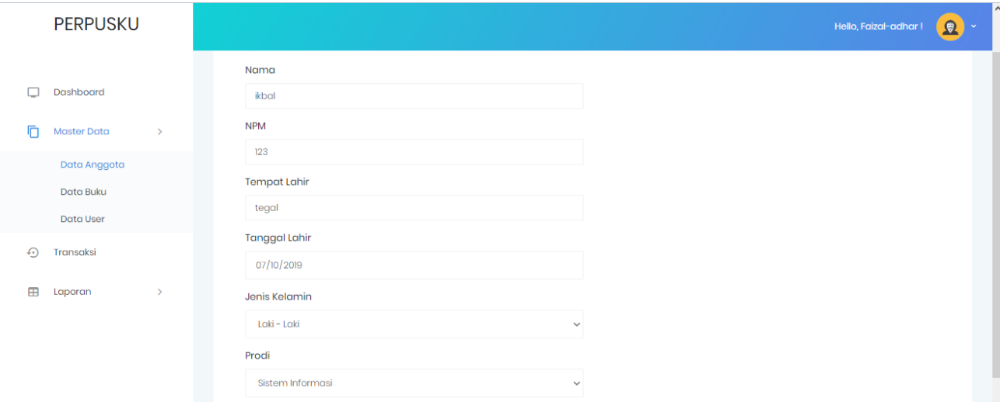 PERPUSKU
Hello, Faizal-adhar !
Dashboard
Master Data
Data Anggota
Data Buku
Data User
Transaksi
Laporan
Nama
ikbal
NPM
123
Tempat Lahir
tegal
Tanggal Lahir
07/10/2019
Jenis Kelamin
Laki - Laki
Prodi
Sistem Informasi